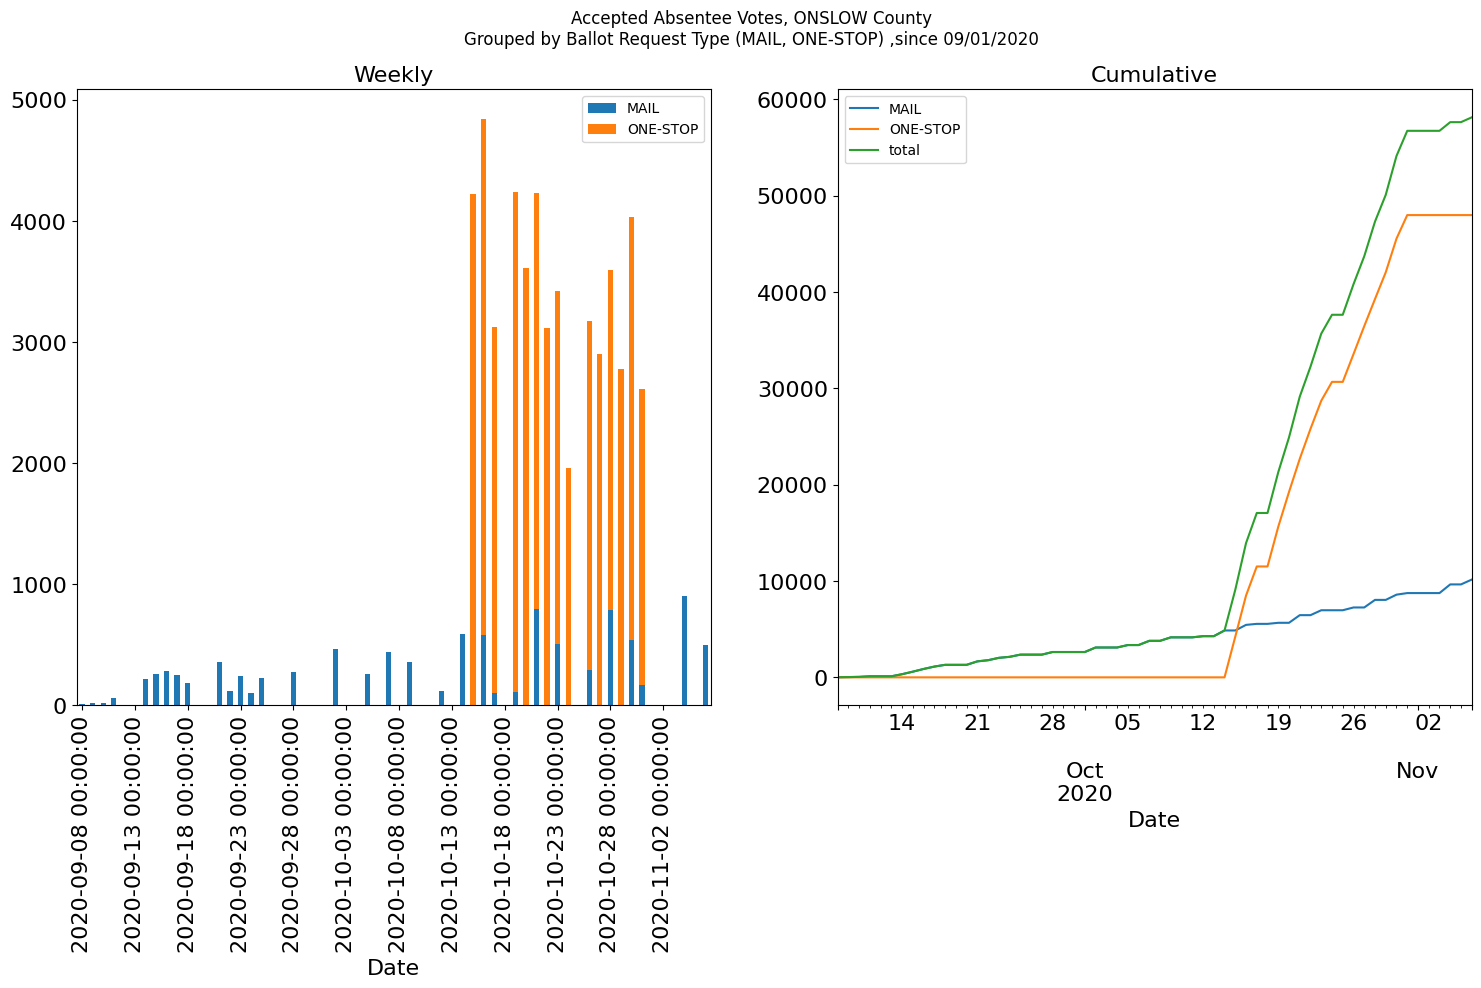 Accepted Absentee Votes, ONSLOW County
Grouped by Ballot Request Type (MAIL, ONE-STOP) ,since 09/01/2020
Weekly
5000
4000
3000
2000
1000
0
MAIL
ONE-STOP
2020-09-08 00:00:00
2020-09-13 00:00:00
2020-09-18 00:00:00
2020-09-23 00:00:00
2020-09-28 00:00:00
2020-10-03 00:00:00
2020-10-08 00:00:00
2020-10-13 00:00:00
2020-10-18 00:00:00
2020-10-23 00:00:00
2020-10-28 00:00:00
2020-11-02 00:00:00
Date
Cumulative
60000
50000
40000
30000
20000
10000
0
MAIL
ONE-STOP
total
14 21 28 05 12 19 26 02
Oct Nov
2020
Date